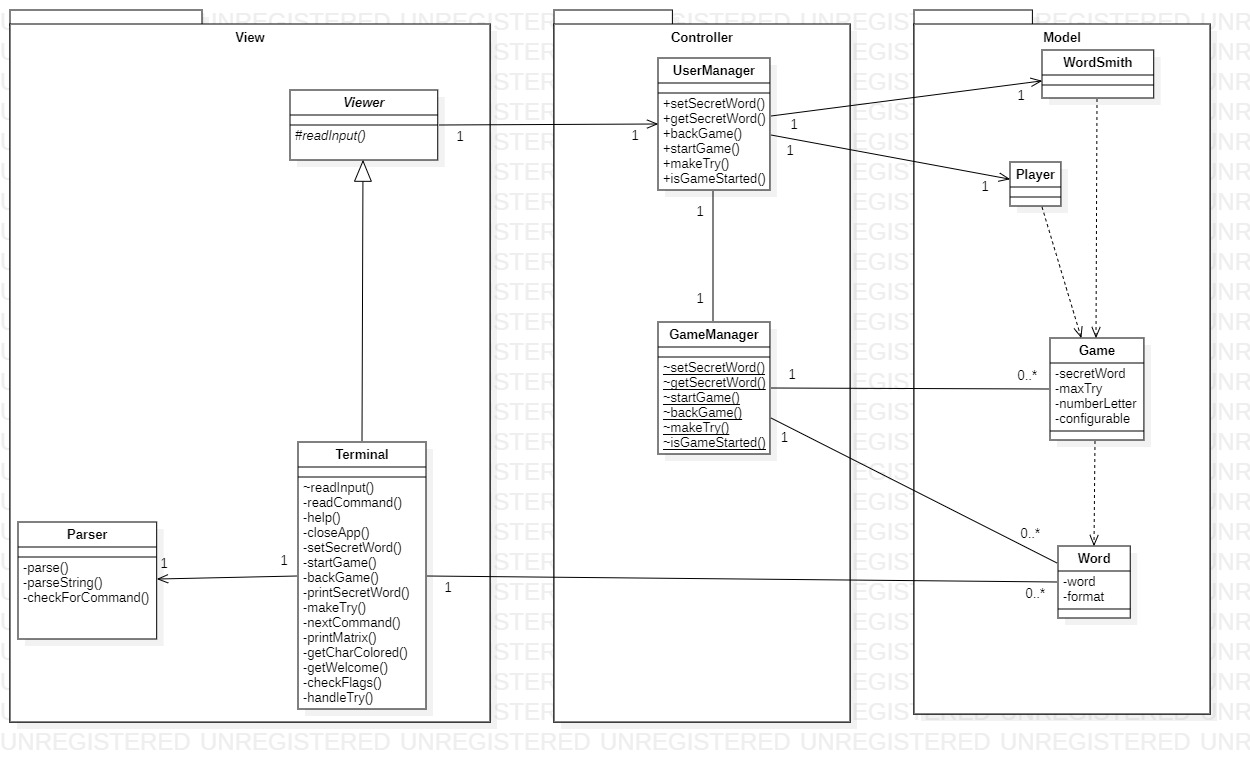 View
Viewer
#readInput()
1
1
Terminal
~readInput()
-readCommand()
-help()
-closeApp()
-setSecretWord()
-startGame()
-backGame()
-printSecretWord()
-makeTry()
-nextCommand()
-printMatrix()
-getCharColored()
-getWelcome()
-checkFlags()
-handleTry()
Parser
-parse()
-parseString()
-checkForCommand()
1
1
1
0..*
Controller
UserManager
+setSecretWord()
+getSecretWord()
+backGame()
+startGame()
+makeTry()
+isGameStarted()
1
1
1
1
1
1
GameManager
~setSecretWord()
~getSecretWord()
~startGame()
~backGame()
~makeTry()
~isGameStarted()
1
0..*
1
0..*
Model
WordSmith
Player
Game
-secretWord
-maxTry
-numberLetter
-configurable
Word
-word
-format
UNREGISTERED UNREGISTERED UNREGISTERED UNREGISTERED UNREGISTERED UNREGISTERED UNR